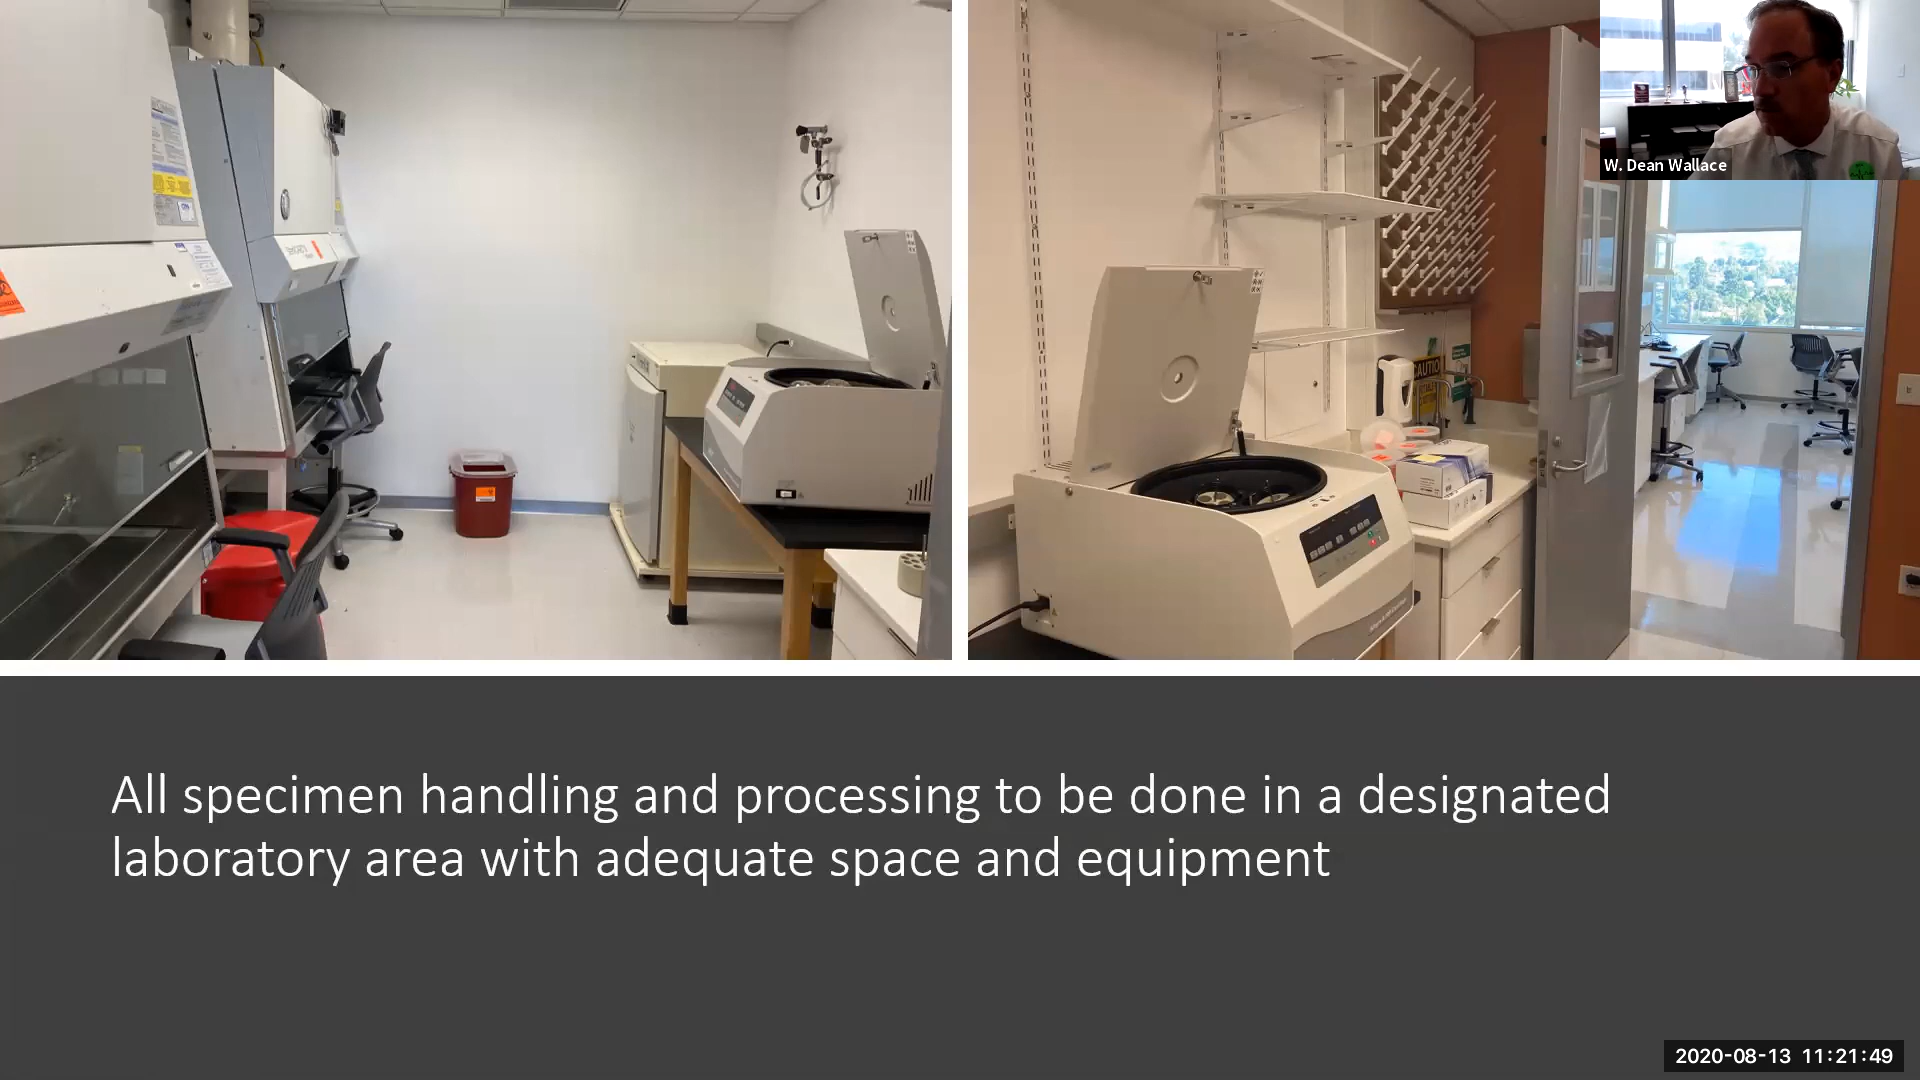 W. Dean Wallace
CAUTIO
All specimen handling and processing to be done in a designated
laboratory area with adequate space and equipment
2020-08-13 11:21:49